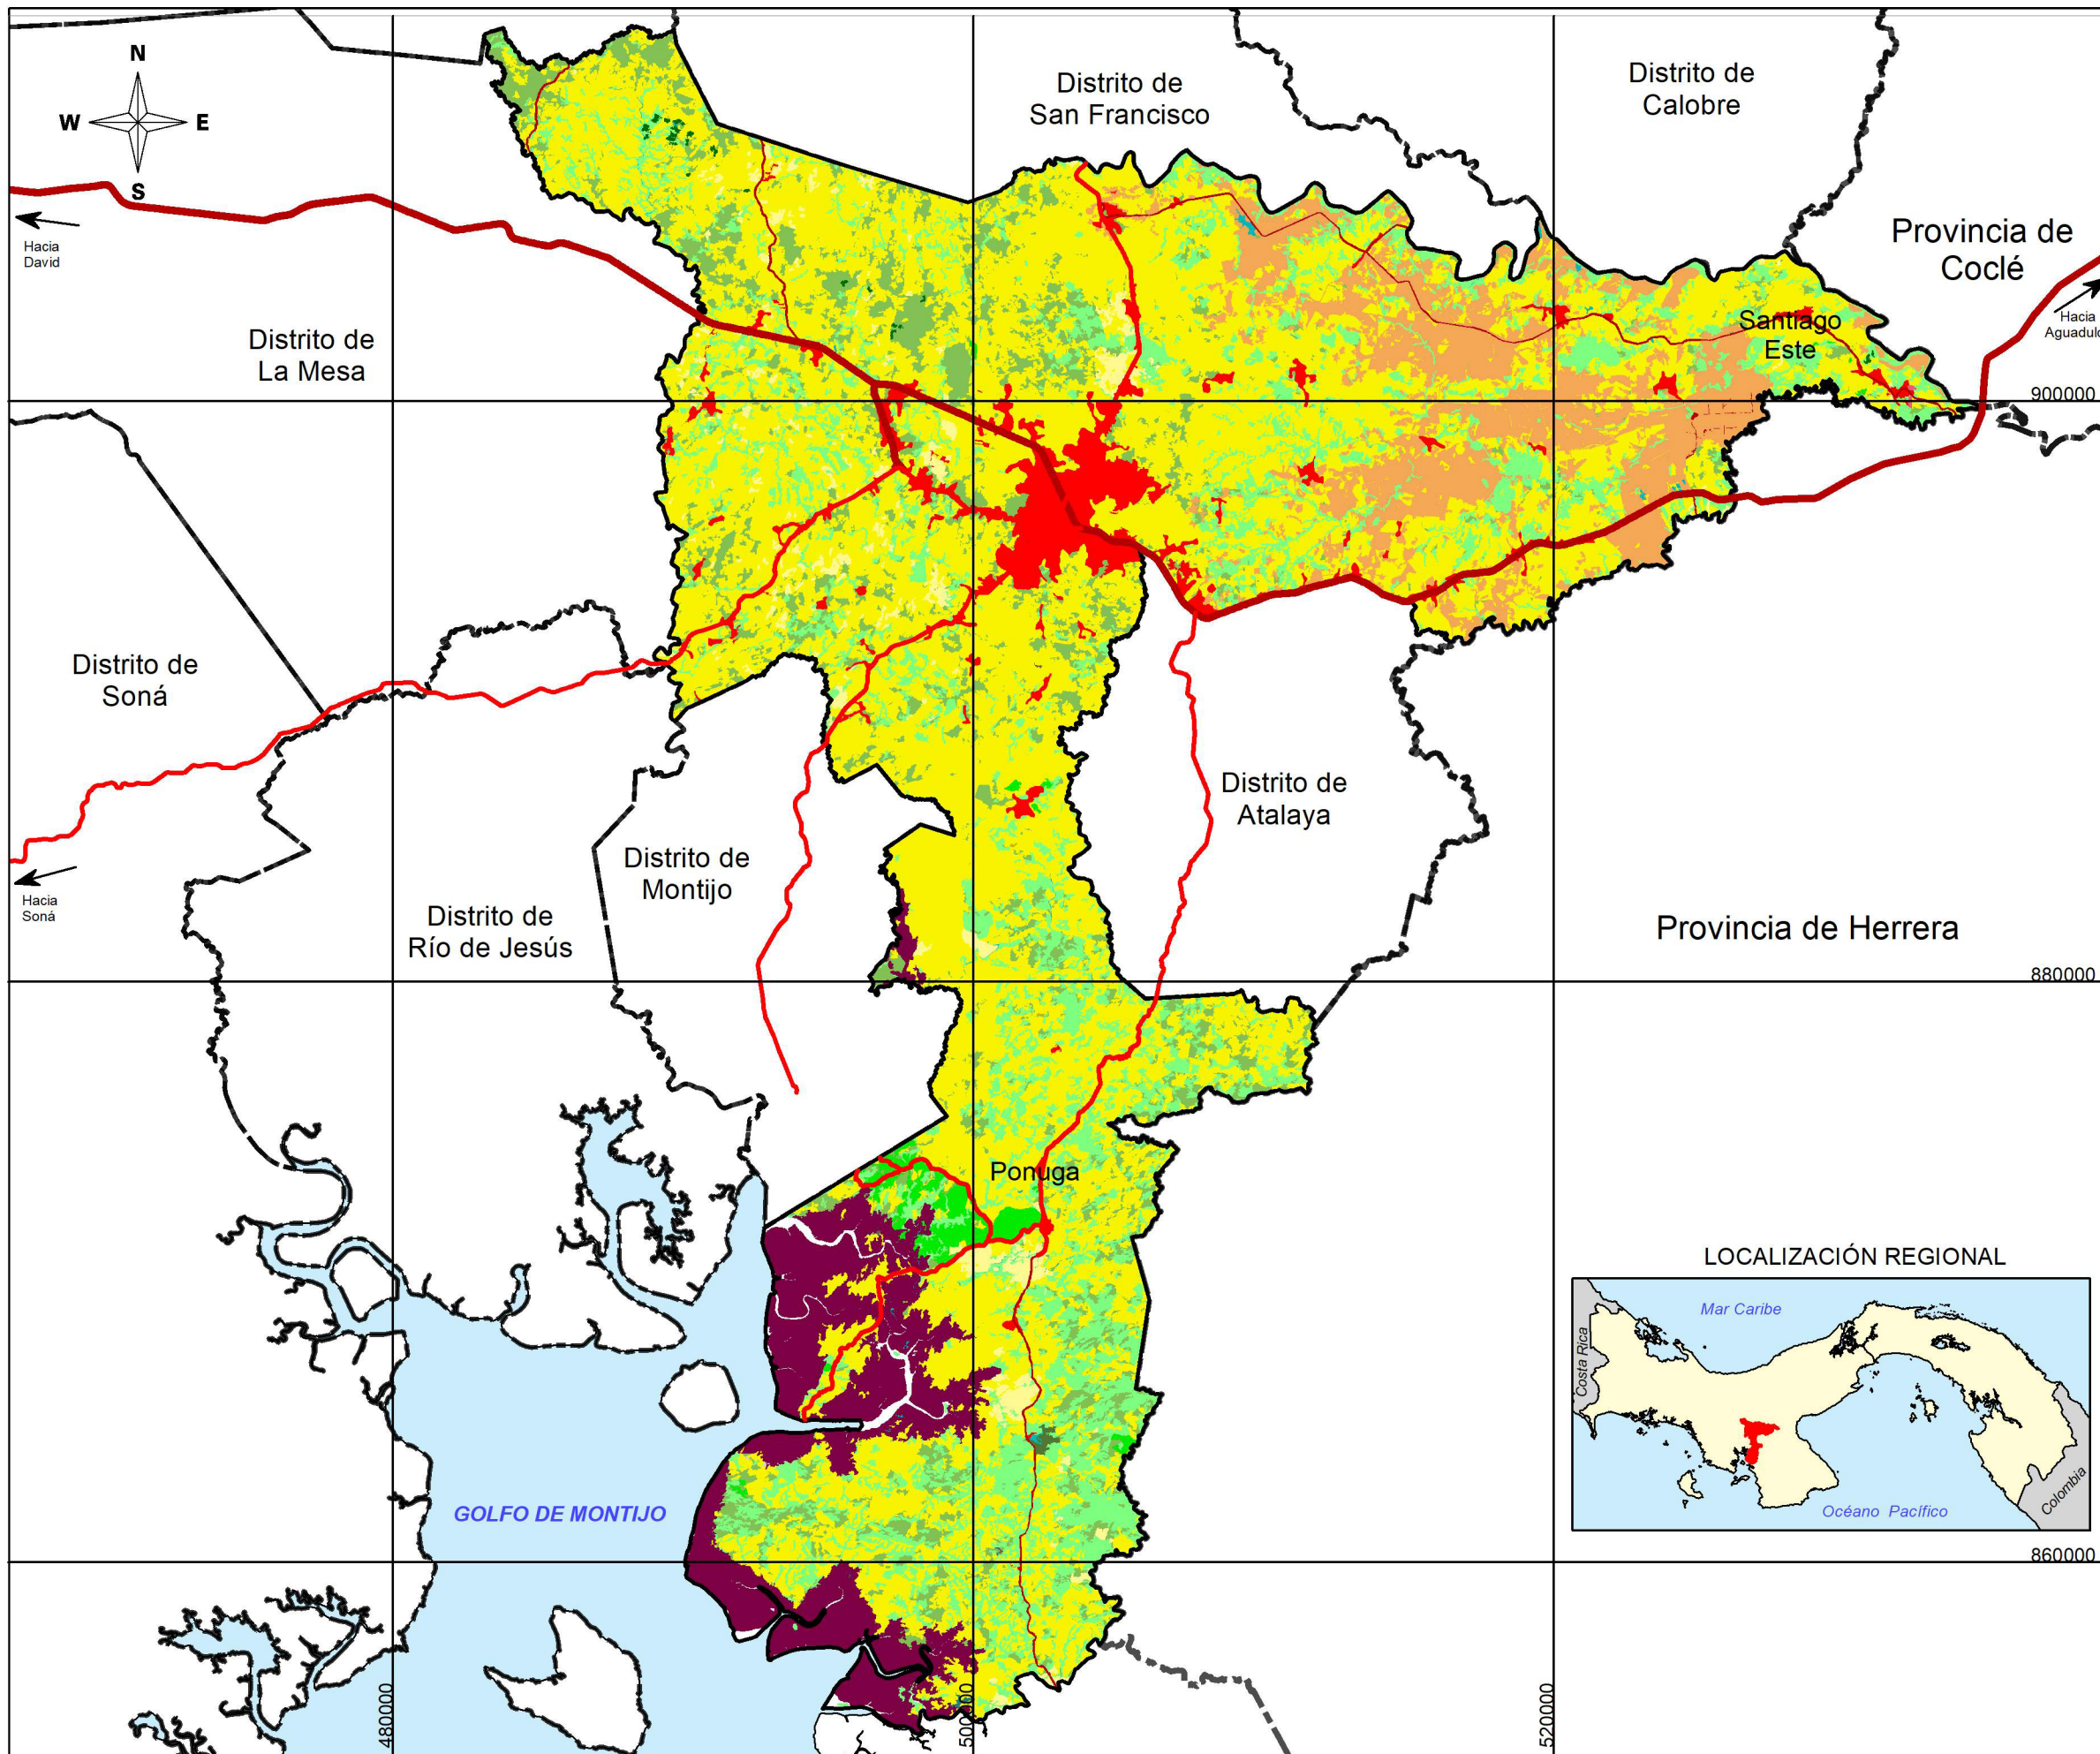 N
W
E
S
Hacia
David
Distrito de
San Francisco
Distrito de
Calobre
Provincia de
Coclé
Hacia
Aguadulc
Distrito de
La Mesa
Santiago
Este
900000
Distrito de
Soná
Distrito de
Atalaya
Distrito de
Montijo
Hacia
Soná
Distrito de
Río de Jesús
Provincia de Herrera
880000
Ponuga
LOCALIZACIÓN REGIONAL
Mar Caribe
Costa Rica
Colombia
Océano Pacífico
GOLFO DE MONTIJO
860000
480000
500000
520000